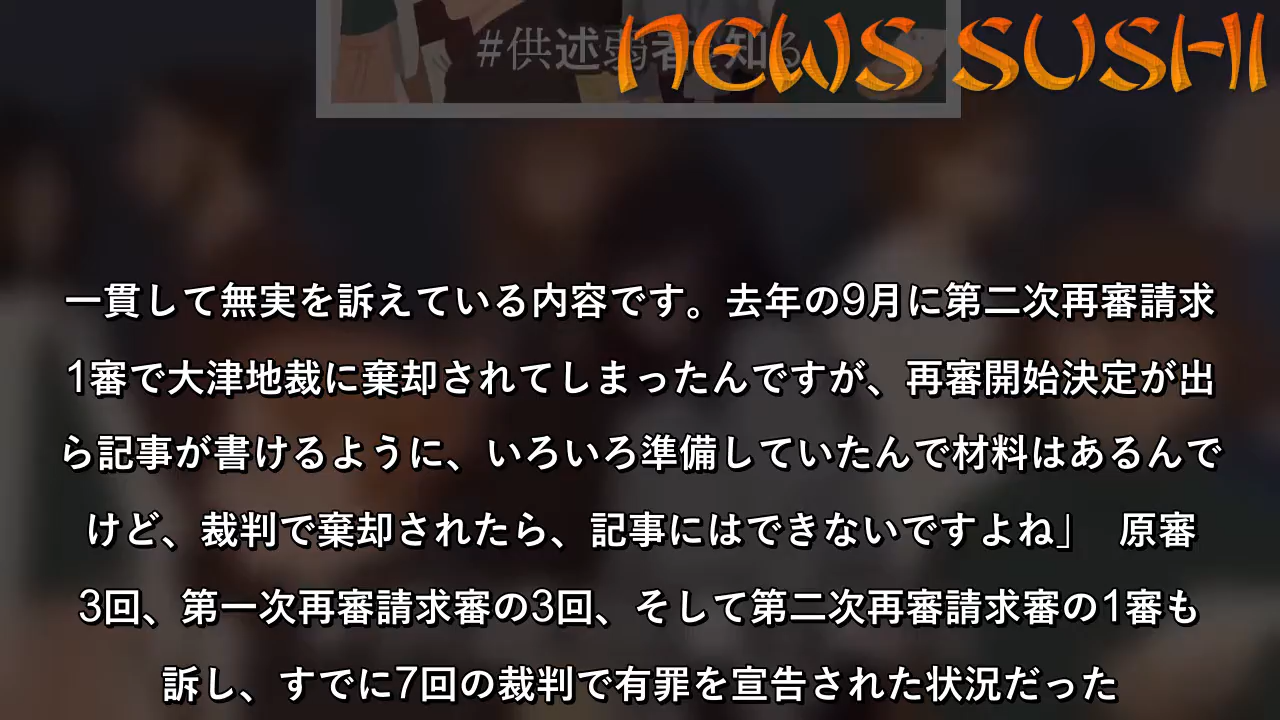 #供述弱者を知る
NEWS SUSHI
一貫して無実を訴えている内容です。去年の9月に第二次再審請求
1審で大津地裁に棄却されてしまったんですが、再審開始決定が出
ら記事が書けるように、いろいろ準備していたんで材料はあるんで
けど、裁判で棄却されたら、記事にはできないですよね」 原審
3回、第一次再審請求審の3回、そして第二次再審請求審の1審も
訴し、すでに7回の裁判で有罪を宣告された状況だった